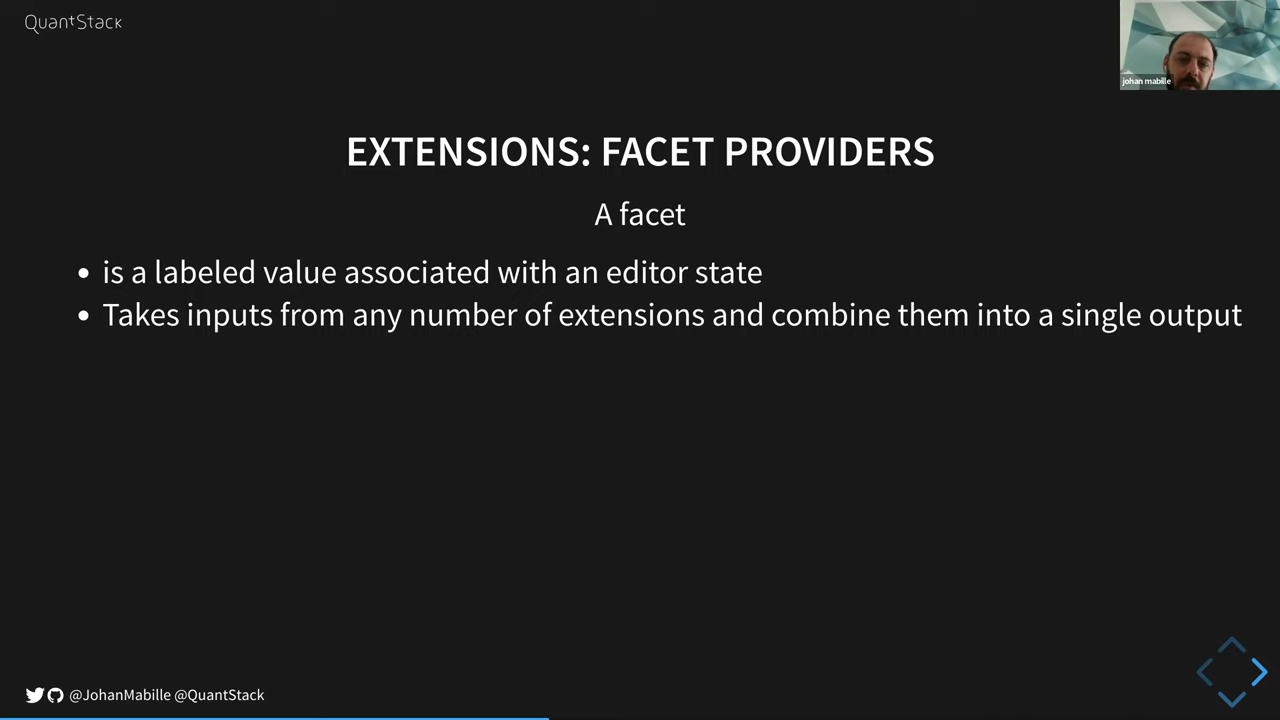 QuantStack
johan mabille
EXTENSIONS: FACET PROVIDERS
A facet
• is a labeled value associated with an editor state
• Takes inputs from any number of extensions and combine them into a single output
@JohanMabille @QuantStack